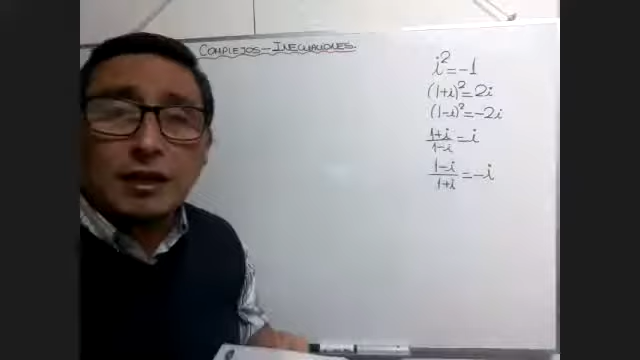 COMPLEJOS - INECUACIONES.
i² = -1
(1+i)² = 2i
(1-i)² = -2i
1+i/1-i = i
1-i/1+i = -i